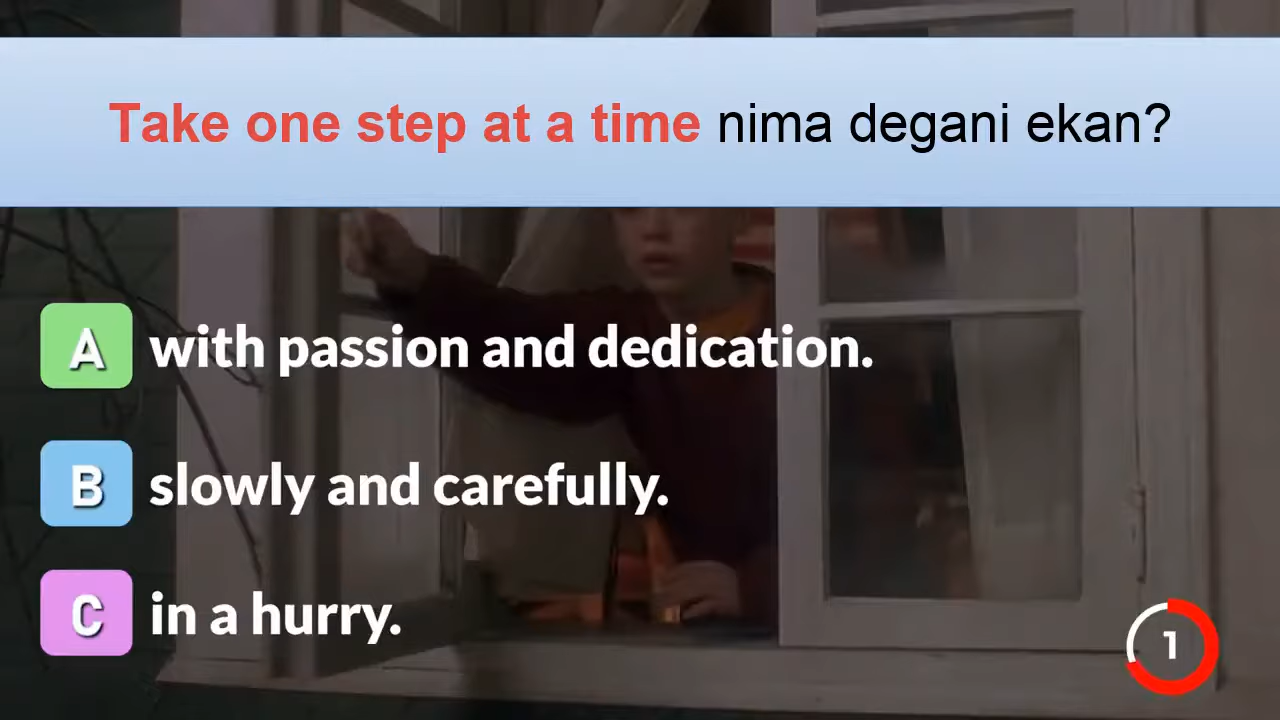 Take one step at a time nima degani ekan?
A with passion and dedication.
B slowly and carefully.
C in a hurry.
1